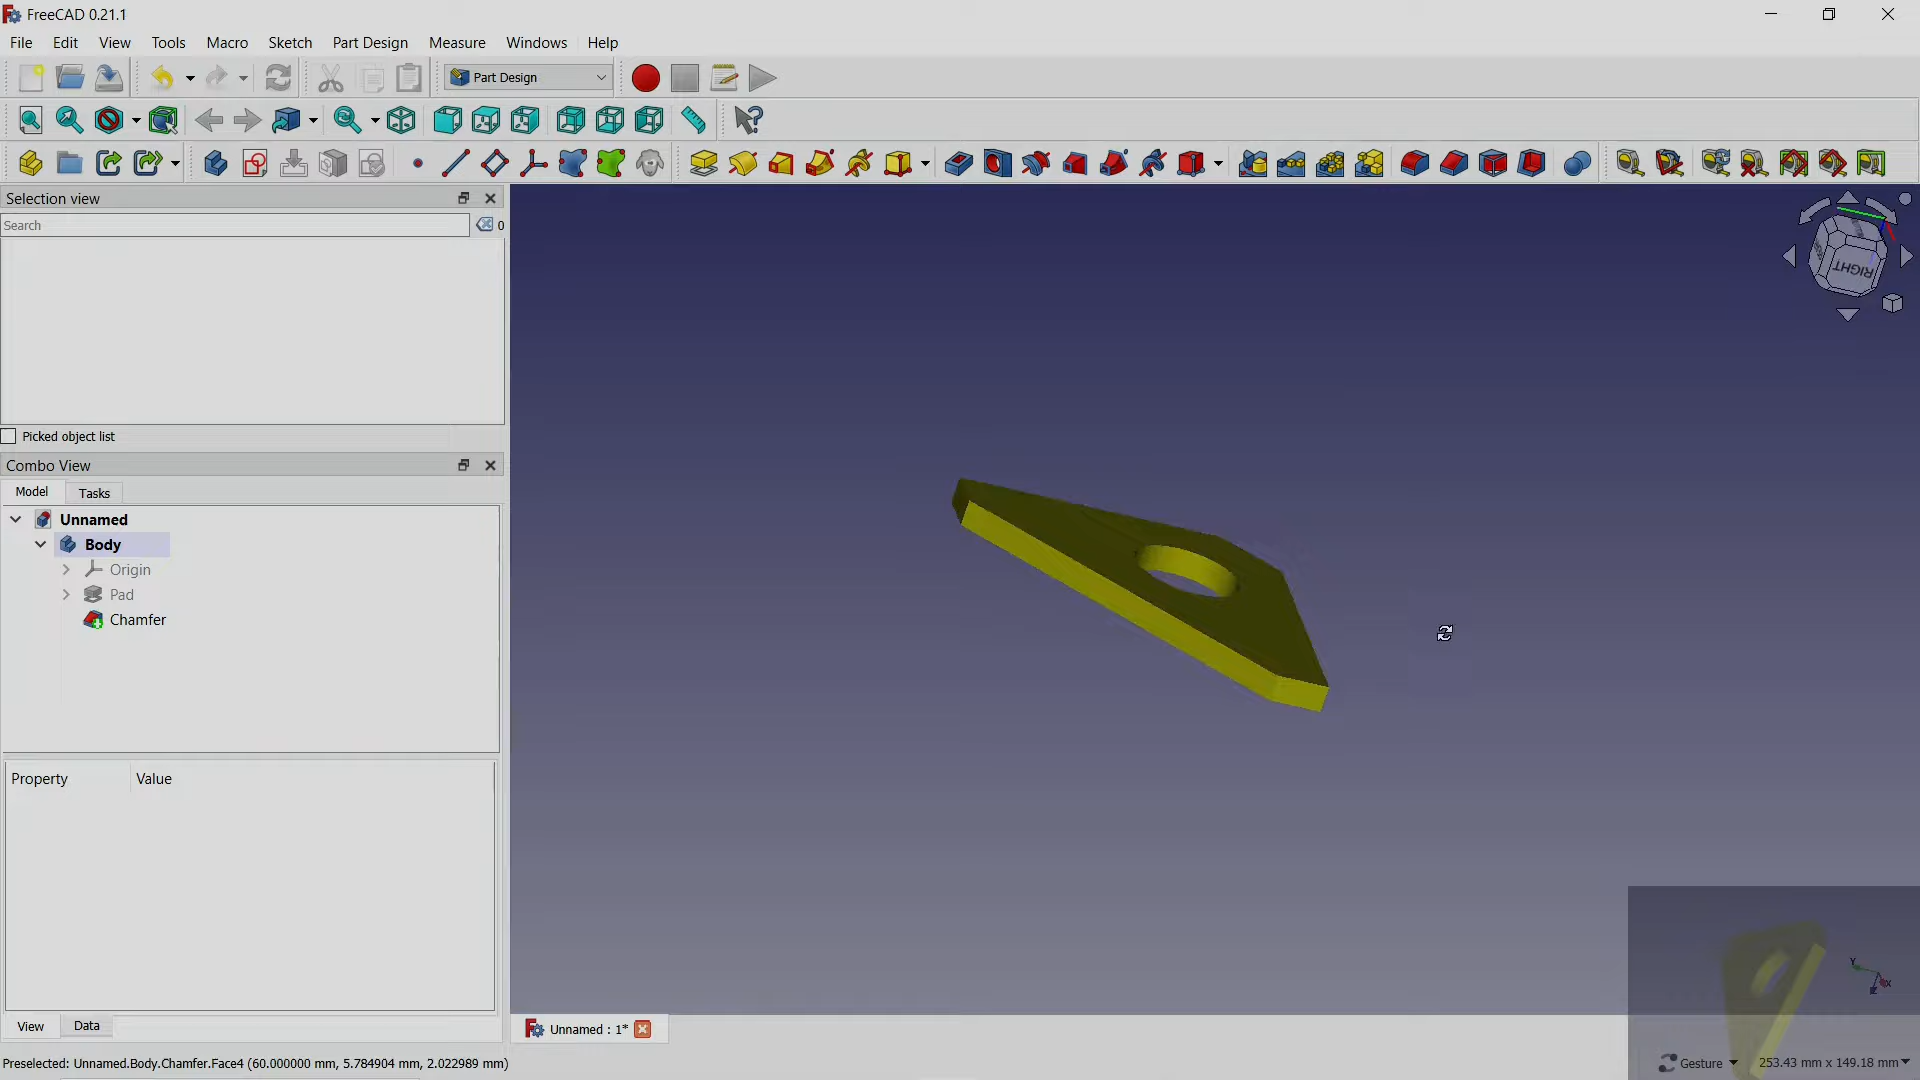 FreeCAD 0.21.1
File Edit View Tools Macro Sketch Part Design Measure Windows Help
Part Design
Selection view
Search
0
Picked object list
Combo View
Model Tasks
Unnamed
Body
Origin
Pad
Chamfer
Property Value
View Data
RIGHT
Y
X
Z
Unnamed : 1*
Preselected: Unnamed.Body.Chamfer.Face4 (60.000000 mm, 5.784904 mm, 2.022989 mm)
Gesture 253.43 mm x 149.18 mm